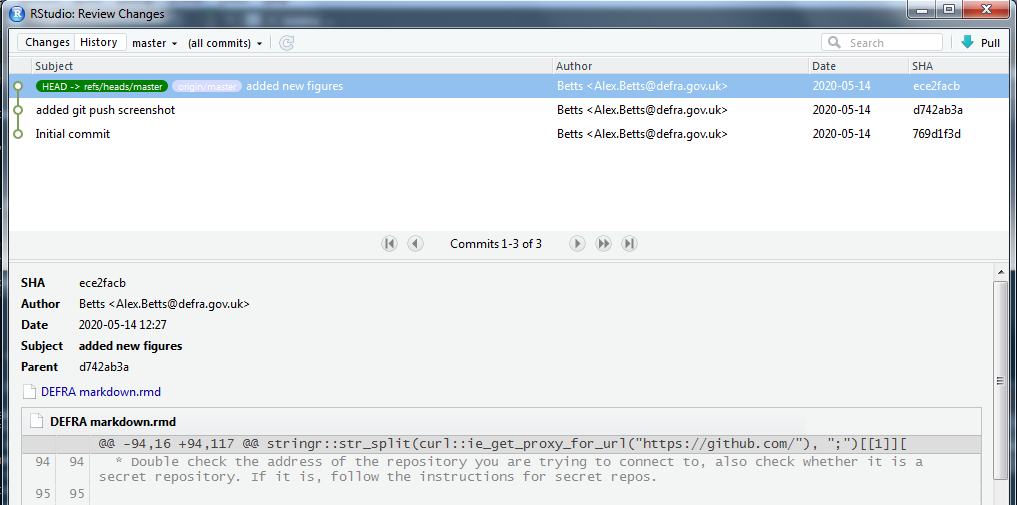 RStudio: Review Changes
Changes History master (all commits) Search Pull
Subject Author Date SHA
HEAD -> refs/heads/master origin/master added new figures Betts <Alex.Betts@defra.gov.uk> 2020-05-14 ece2facb
added git push screenshot Betts <Alex.Betts@defra.gov.uk> 2020-05-14 d742ab3a
Initial commit Betts <Alex.Betts@defra.gov.uk> 2020-05-14 769d1f3d
Commits 1-3 of 3
SHA ece2facb
Author Betts <Alex.Betts@defra.gov.uk>
Date 2020-05-14 12:27
Subject added new figures
Parent d742ab3a
DEFRA markdown.rmd
DEFRA markdown.rmd
@@ -94,16 +94,117 @@ stringr::str_split(curl::ie_get_proxy_for_url("https://github.com/"), ";")[[1]][
94 94 * Double check the address of the repository you are trying to connect to, also check whether it is a
secret repository. If it is, follow the instructions for secret repos.
95 95